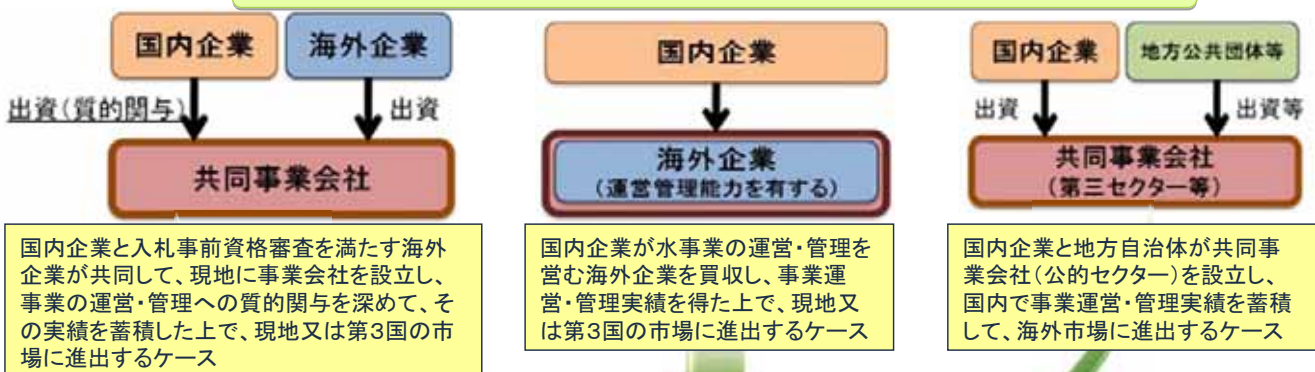 国内企業
海外企業
出資(質的関与)
出資
共同事業会社
国内企業と入札事前資格審査を満たす海外
企業が共同して、現地に事業会社を設立し、
事業の運営・管理への質的関与を深めて、そ
の実績を蓄積した上で、現地又は第3国の市
場に進出するケース
国内企業
海外企業
(運営管理能力を有する)
国内企業が水事業の運営・管理を
営む海外企業を買収し、事業運
営・管理実績を得た上で、現地又
は第3国の市場に進出するケース
国内企業
地方公共団体等
出資
出資等
共同事業会社
(第三セクター等)
国内企業と地方自治体が共同事
業会社(公的セクター)を設立し、
国内で事業運営・管理実績を蓄積
して、海外市場に進出するケース